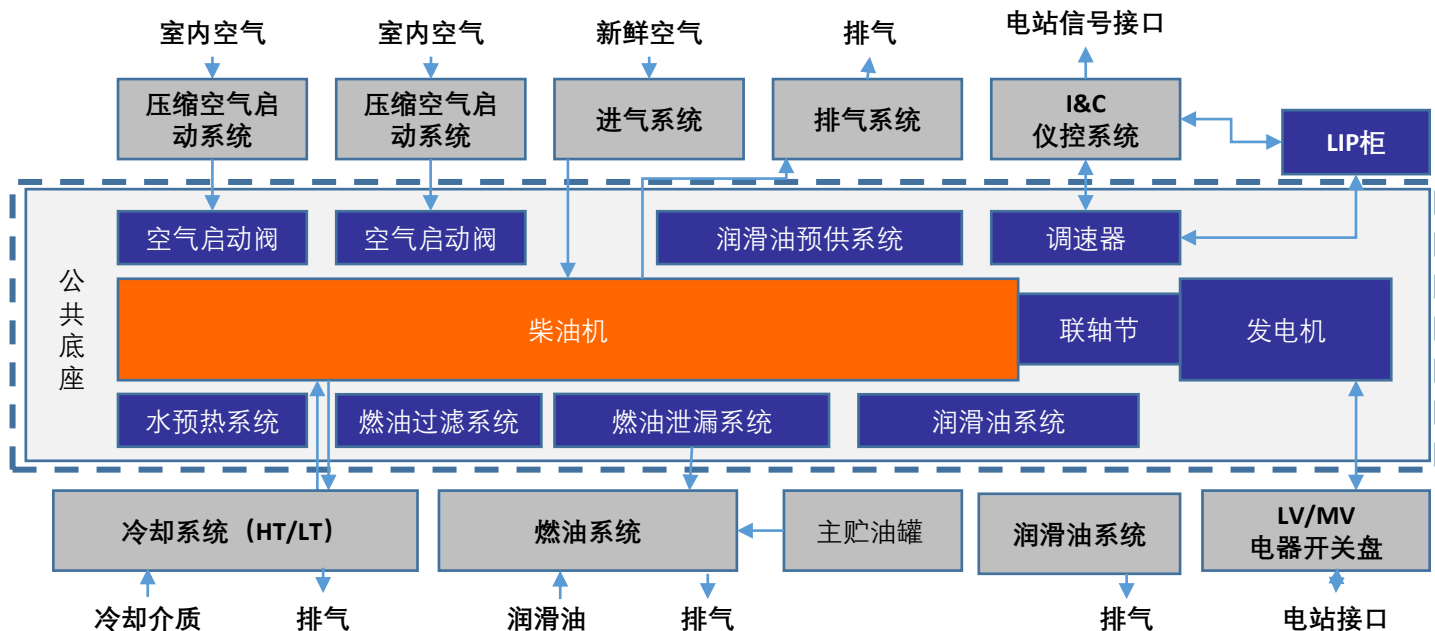 室内空气
室内空气
新鲜空气
排气
电站信号接口
压缩空气启
动系统
压缩空气启
动系统
进气系统
排气系统
I&C
仪控系统
LIP柜
空气启动阀
空气启动阀
润滑油预供系统
调速器
公
共
底
座
柴油机
联轴节
发电机
水预热系统
燃油过滤系统
燃油泄漏系统
润滑油系统
冷却系统（HT/LT）
燃油系统
主贮油罐
润滑油系统
LV/MV
电器开关盘
冷却介质
排气
润滑油
排气
排气
电站接口